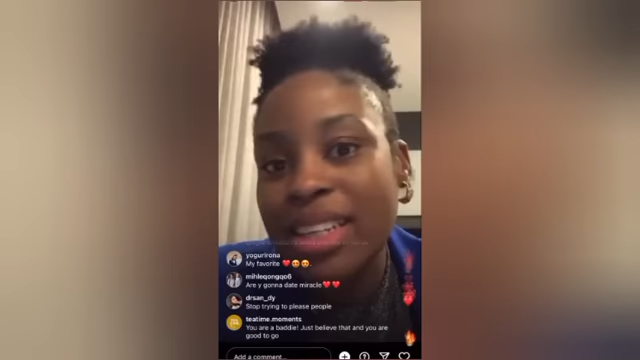 yogurlrona
My favorite ❤️😍😍
mihleqongqo6
Are y gonna date miracle❤️❤️
drsan_dy
Stop trying to please people
teatime.moments
You are a baddie! Just believe that and you are
good to go
Add a comment...